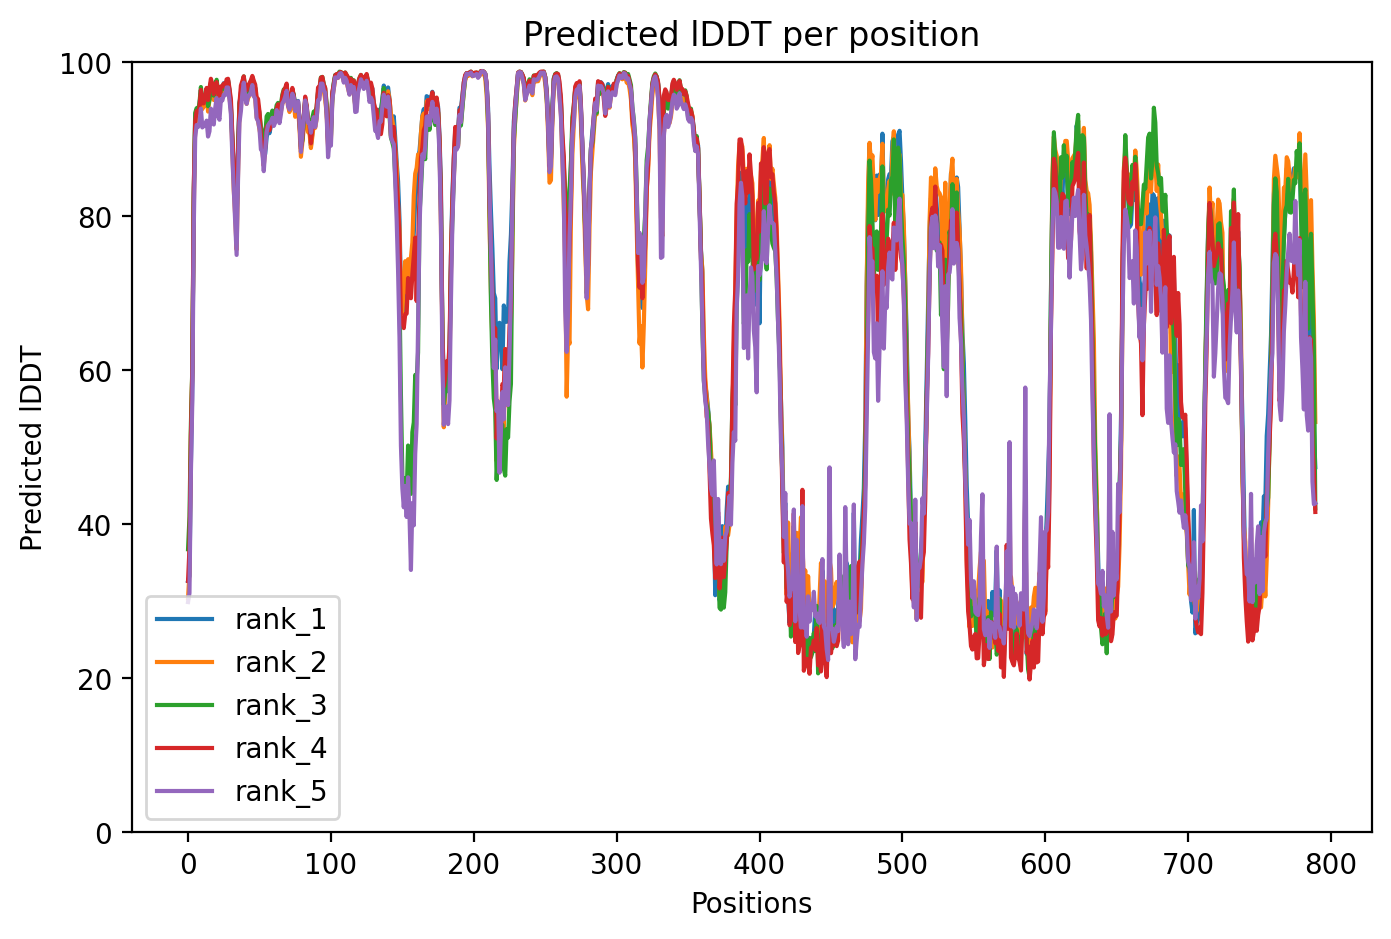 Predicted lDDT per position
100
80
60
40
20
0
Predicted lDDT
rank_1
rank_2
rank_3
rank_4
rank_5
0 100 200 300 400 500 600 700 800
Positions